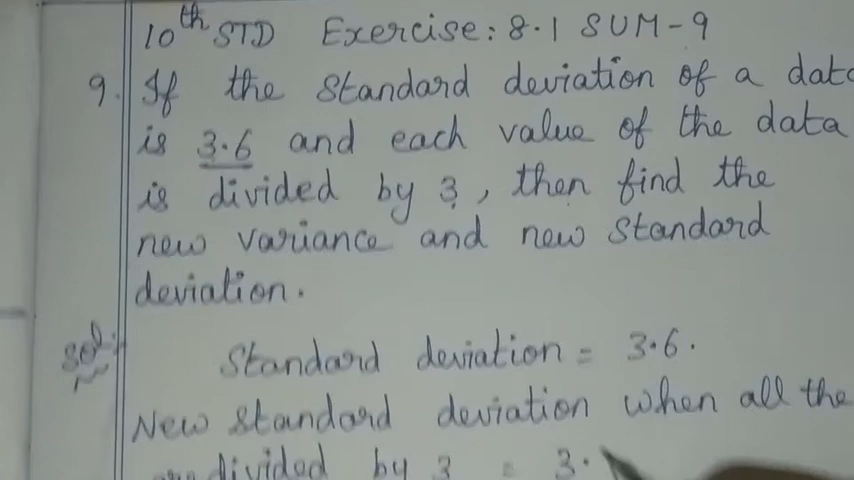 10th STD Exercise: 8.1 SUM-9
9. If the standard deviation of a data
is 3.6 and each value of the data
is divided by 3, then find the
new variance and new standard
deviation.
Sol:
Standard deviation = 3.6.
New standard deviation when all the
are divided by 3 = 3.